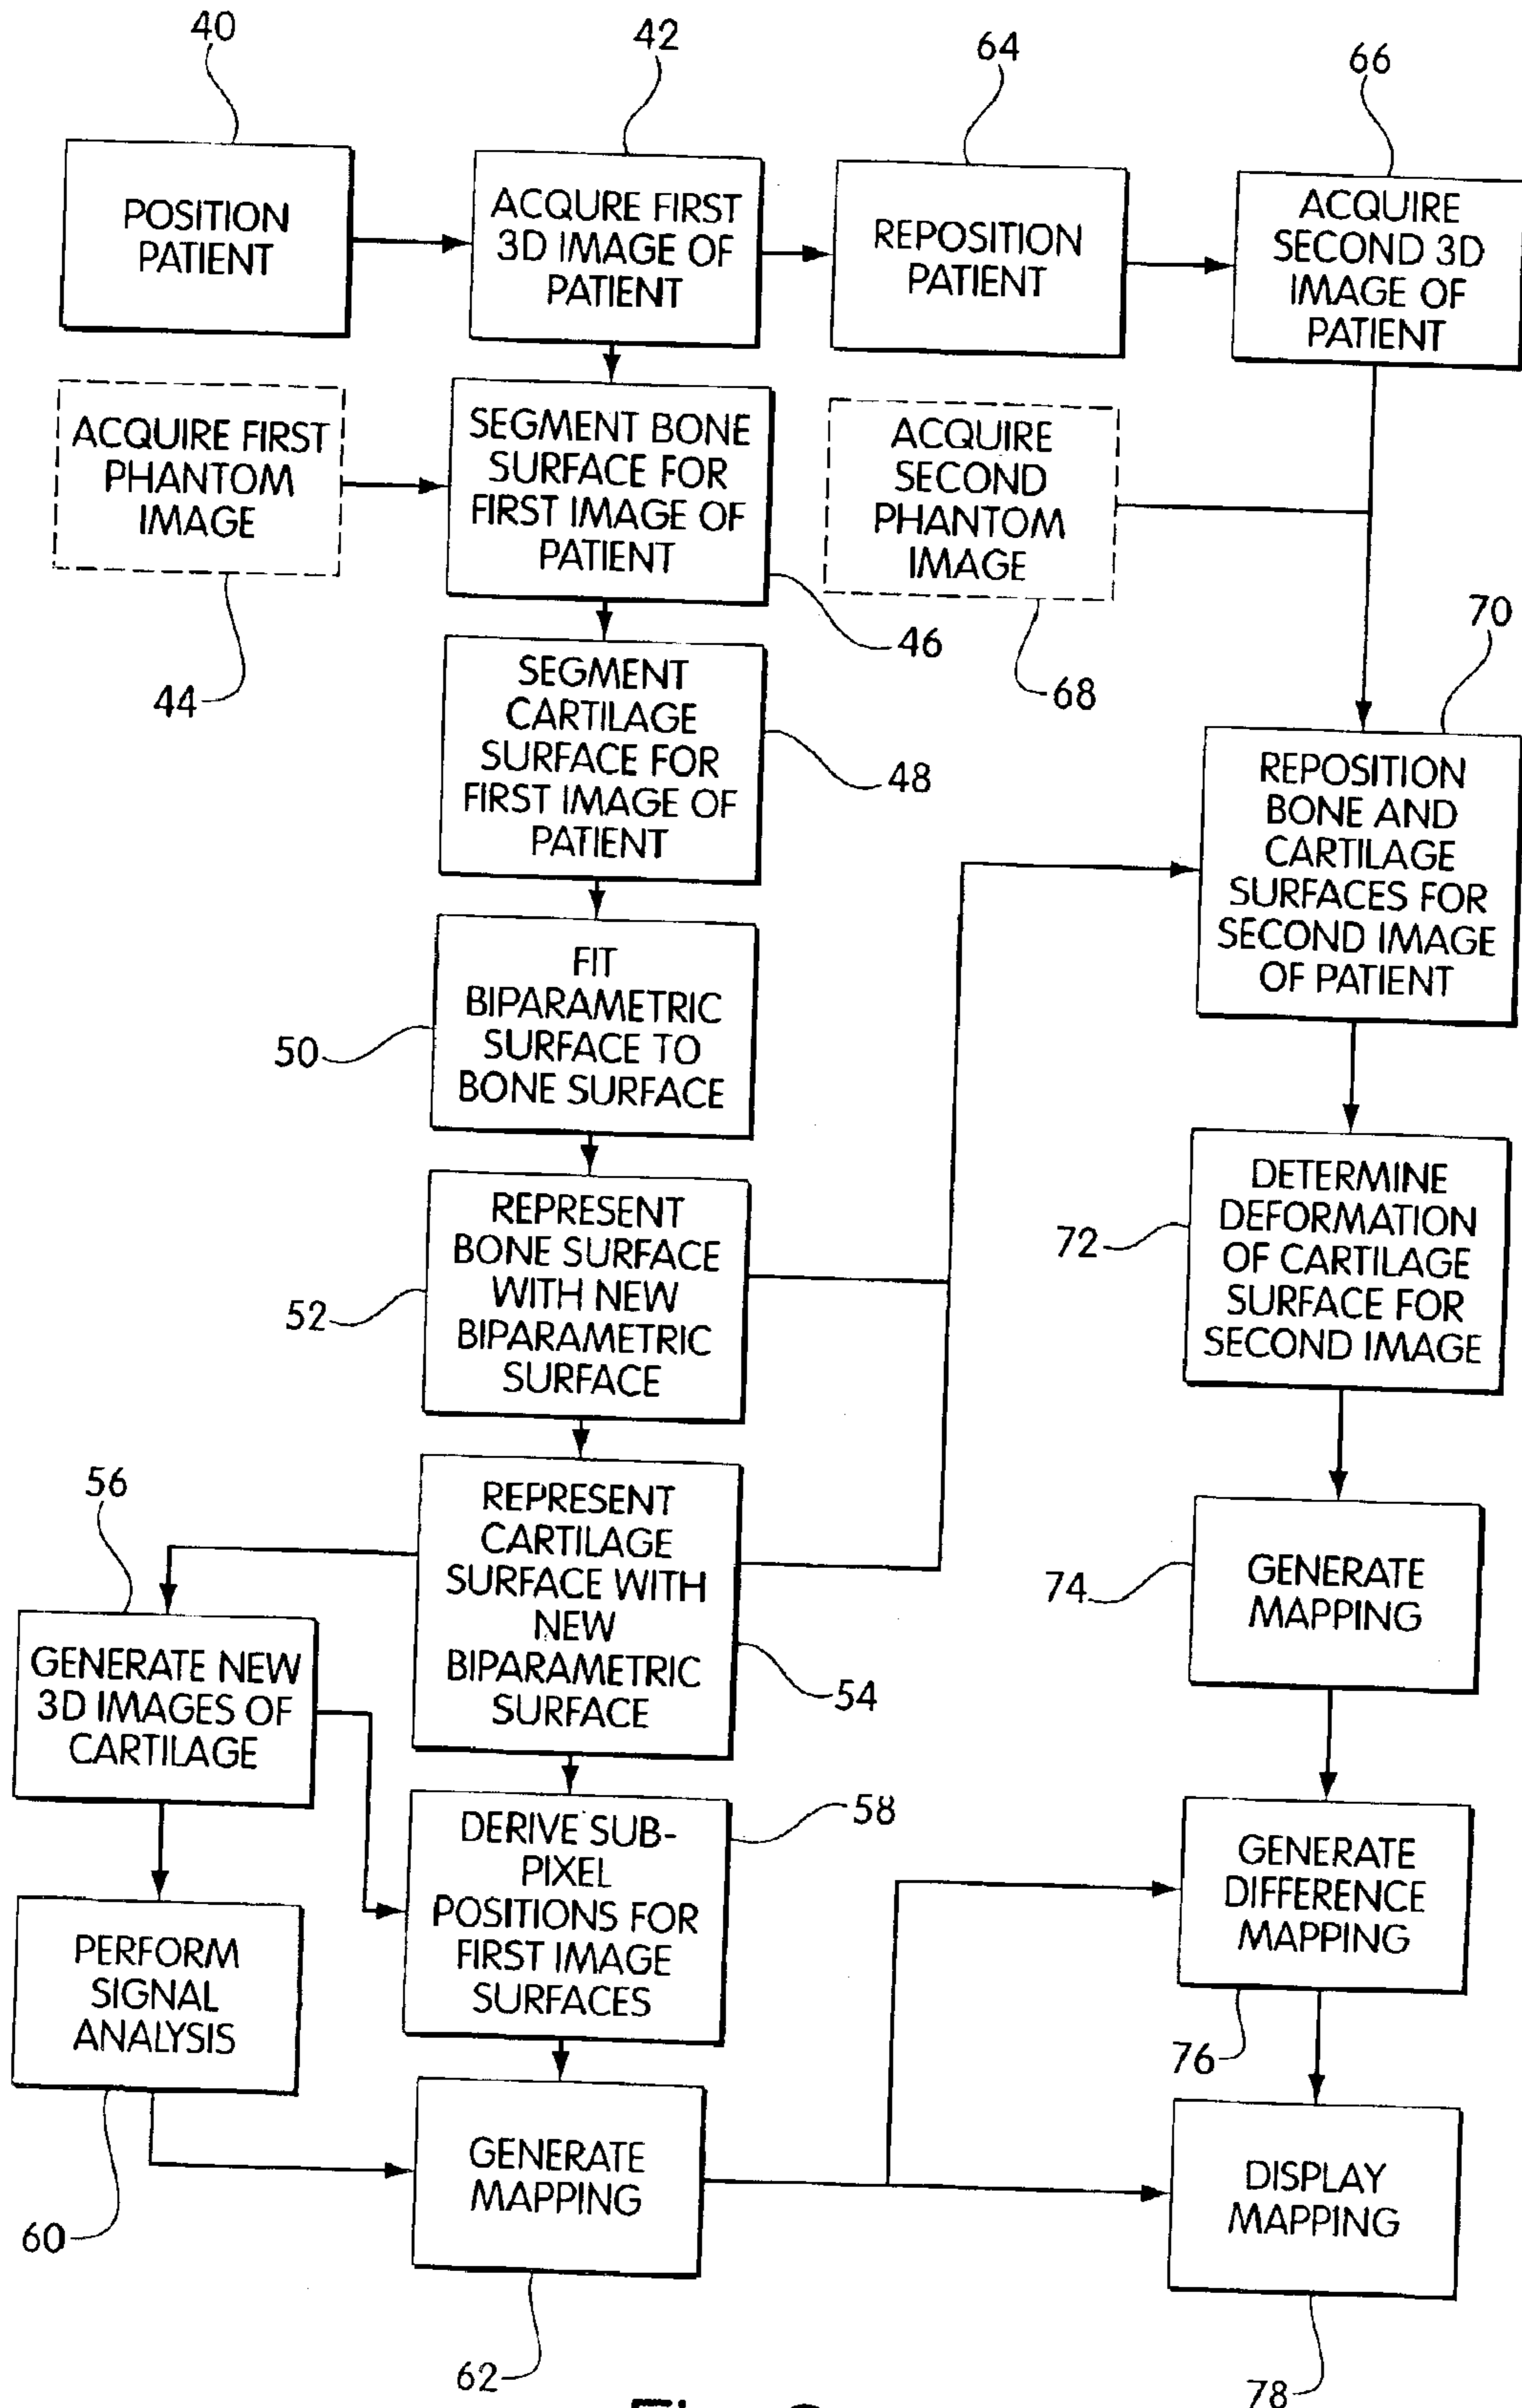 40
42
64
66
POSITION
PATIENT
ACQURE FIRST
3D IMAGE OF
PATIENT
REPOSITION
PATIENT
ACQUIRE
SECOND 3D
IMAGE OF
PATIENT
ACQUIRE FIRST
PHANTOM
IMAGE
44
SEGMENT BONE
SURFACE FOR
FIRST IMAGE OF
PATIENT
46
ACQUIRE
SECOND
PHANTOM
IMAGE
68
70
SEGMENT
CARTILAGE
SURFACE FOR
FIRST IMAGE OF
PATIENT
48
REPOSITION
BONE AND
CARTILAGE
SURFACES FOR
SECOND IMAGE
OF PATIENT
FIT
BIPARAMETRIC
SURFACE TO
BONE SURFACE
50
REPRESENT
BONE SURFACE
WITH NEW
BIPARAMETRIC
SURFACE
52
DETERMINE
DEFORMATION
OF CARTILAGE
SURFACE FOR
SECOND IMAGE
72
56
REPRESENT
CARTILAGE
SURFACE WITH
NEW
BIPARAMETRIC
SURFACE
54
GENERATE
MAPPING
74
GENERATE NEW
3D IMAGES OF
CARTILAGE
DERIVE SUB-
PIXEL
POSITIONS FOR
FIRST IMAGE
SURFACES
58
GENERATE
DIFFERENCE
MAPPING
76
PERFORM
SIGNAL
ANALYSIS
60
GENERATE
MAPPING
62
DISPLAY
MAPPING
78